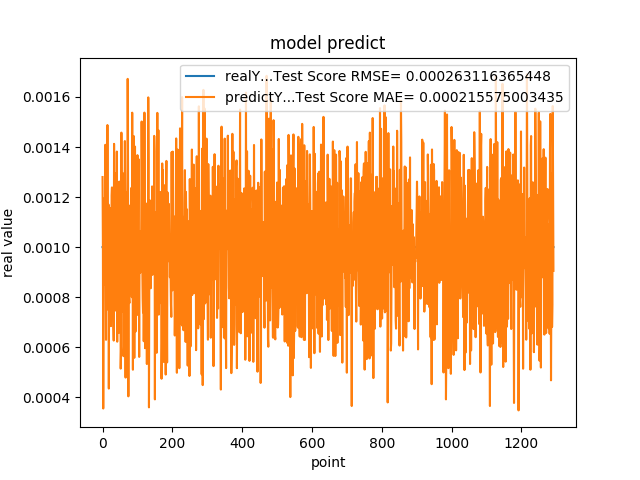 model predict
realY...Test Score RMSE= 0.000263116365448
predictY...Test Score MAE= 0.000215575003435
0.0016
0.0014
0.0012
0.0010
0.0008
0.0006
0.0004
real value
0 200 400 600 800 1000 1200
point